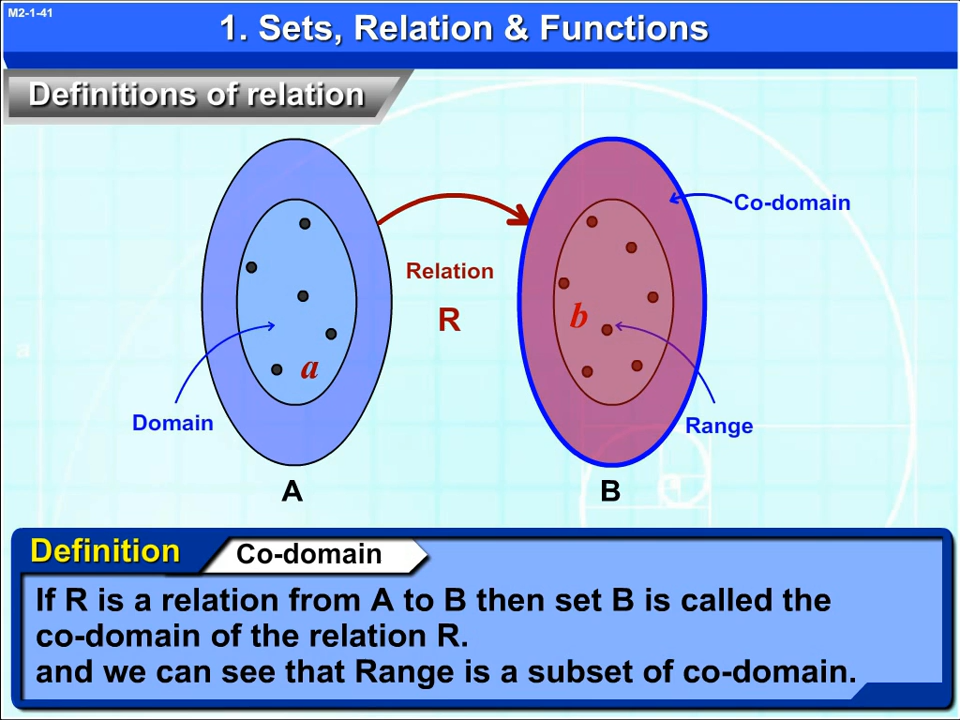 M2-1-41
1. Sets, Relation & Functions
Definitions of relation
Co-domain
Relation
R
b
a
Domain
Range
A
B
Definition
Co-domain
If R is a relation from A to B then set B is called the
co-domain of the relation R.
and we can see that Range is a subset of co-domain.